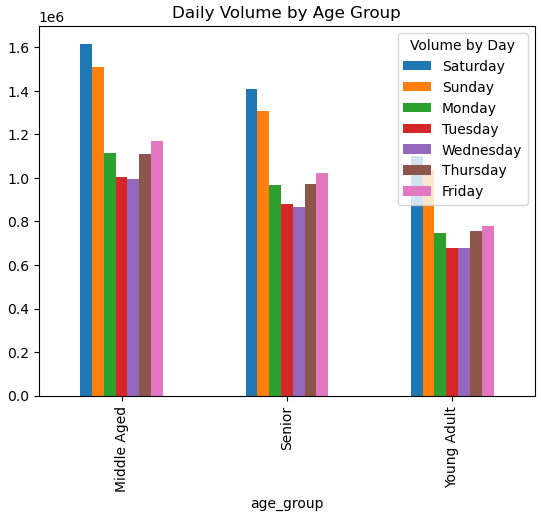 Daily Volume by Age Group
1e6
1.6
1.4
1.2
1.0
0.8
0.6
0.4
0.2
0.0
Volume by Day
Saturday
Sunday
Monday
Tuesday
Wednesday
Thursday
Friday
Middle Aged
Senior
Young Adult
age_group